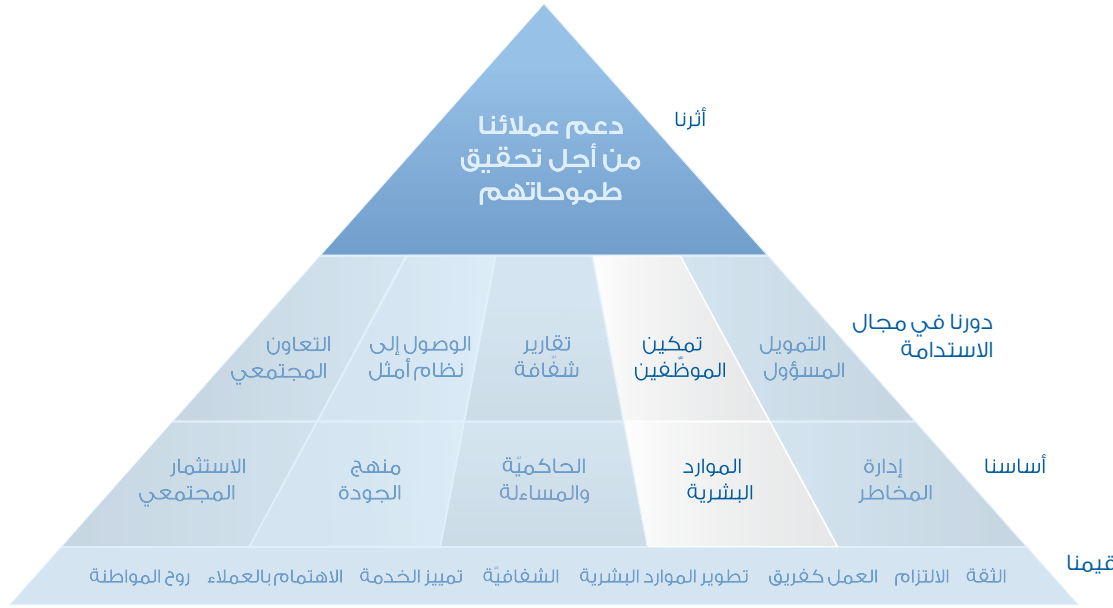 أثرنا
دعم عملائنا
من أجل تحقيق
طموحاتهم
دورنا في مجال
الاستدامة
التمويل
المسؤول
تمكين
الموظّفين
تقارير
شفّافة
الوصول إلى
نظام أمثل
التعاون
المجتمعي
أساسنا
إدارة
المخاطر
الموارد
البشرية
الحاكميّة
والمساءلة
منهج
الجودة
الاستثمار
المجتمعي
قيمنا
الثقة الالتزام العمل كفريق تطوير الموارد البشرية الشفافيّة تمييز الخدمة الاهتمام بالعملاء روح المواطنة